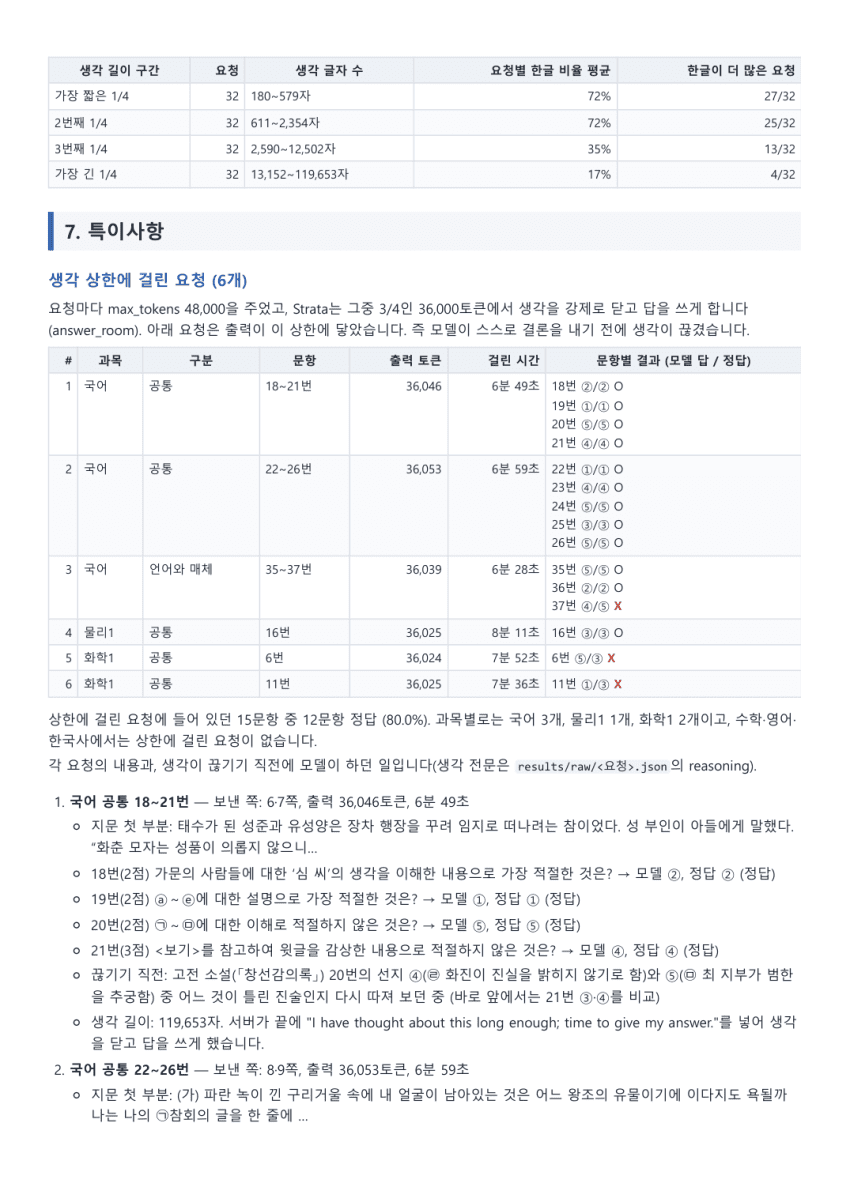 생각 길이 구간 요청 생각 글자 수 요청별 한글 비율 평균 한글이 더 많은 요청
가장 짧은 1/4 32 180~579자 72% 27/32
2번째 1/4 32 611~2,354자 72% 25/32
3번째 1/4 32 2,590~12,502자 35% 13/32
가장 긴 1/4 32 13,152~119,653자 17% 4/32
7. 특이사항
생각 상한에 걸린 요청 (6개)
요청마다 max_tokens 48,000을 주었고, Strata는 그중 3/4인 36,000토큰에서 생각을 강제로 닫고 답을 쓰게 합니다
(answer_room). 아래 요청은 출력이 이 상한에 닿았습니다. 즉 모델이 스스로 결론을 내기 전에 생각이 끊겼습니다.
# 과목 구분 문항 출력 토큰 걸린 시간 문항별 결과 (모델 답 / 정답)
1 국어 공통 18~21번 36,046 6분 49초 18번 ②/② O
19번 ①/① O
20번 ⑤/⑤ O
21번 ④/④ O
2 국어 공통 22~26번 36,053 6분 59초 22번 ①/① O
23번 ④/④ O
24번 ⑤/⑤ O
25번 ③/③ O
26번 ⑤/⑤ O
3 국어 언어와 매체 35~37번 36,039 6분 28초 35번 ⑤/⑤ O
36번 ②/② O
37번 ④/⑤ X
4 물리1 공통 16번 36,025 8분 11초 16번 ③/③ O
5 화학1 공통 6번 36,024 7분 52초 6번 ⑤/③ X
6 화학1 공통 11번 36,025 7분 36초 11번 ①/③ X
상한에 걸린 요청에 들어 있던 15문항 중 12문항 정답 (80.0%). 과목별로는 국어 3개, 물리1 1개, 화학1 2개이고, 수학·영어·
한국사에서는 상한에 걸린 요청이 없습니다.
각 요청의 내용과, 생각이 끊기기 직전에 모델이 하던 일입니다(생각 전문은 results/raw/<요청>.json 의 reasoning).
1. 국어 공통 18~21번 — 보낸 쪽: 6·7쪽, 출력 36,046토큰, 6분 49초
지문 첫 부분: 태수가 된 성준과 유성양은 장차 행장을 꾸려 임지로 떠나려는 참이었다. 성 부인이 아들에게 말했다.
“화춘 모자는 성품이 의롭지 않으니...
18번(2점) 가문의 사람들에 대한 ‘심 씨’의 생각을 이해한 내용으로 가장 적절한 것은? → 모델 ②, 정답 ② (정답)
19번(2점) ⓐ ~ ⓔ에 대한 설명으로 가장 적절한 것은? → 모델 ①, 정답 ① (정답)
20번(2점) ㉠ ~ ㉤에 대한 이해로 적절하지 않은 것은? → 모델 ⑤, 정답 ⑤ (정답)
21번(3점) <보기>를 참고하여 윗글을 감상한 내용으로 적절하지 않은 것은? → 모델 ④, 정답 ④ (정답)
끊기기 직전: 고전 소설(「창선감의록」) 20번의 선지 ④(㉣ 화진이 진실을 밝히지 않기로 함)와 ⑤(㉤ 최 지부가 범한
을 추궁함) 중 어느 것이 틀린 진술인지 다시 따져 보던 중 (바로 앞에서는 21번 ③·④를 비교)
생각 길이: 119,653자. 서버가 끝에 "I have thought about this long enough; time to give my answer."를 넣어 생각
을 닫고 답을 쓰게 했습니다.
2. 국어 공통 22~26번 — 보낸 쪽: 8·9쪽, 출력 36,053토큰, 6분 59초
지문 첫 부분: (가) 파란 녹이 낀 구리거울 속에 내 얼굴이 남아있는 것은 어느 왕조의 유물이기에 이다지도 욕될까
나는 나의 ㉠참회의 글을 한 줄에 ...